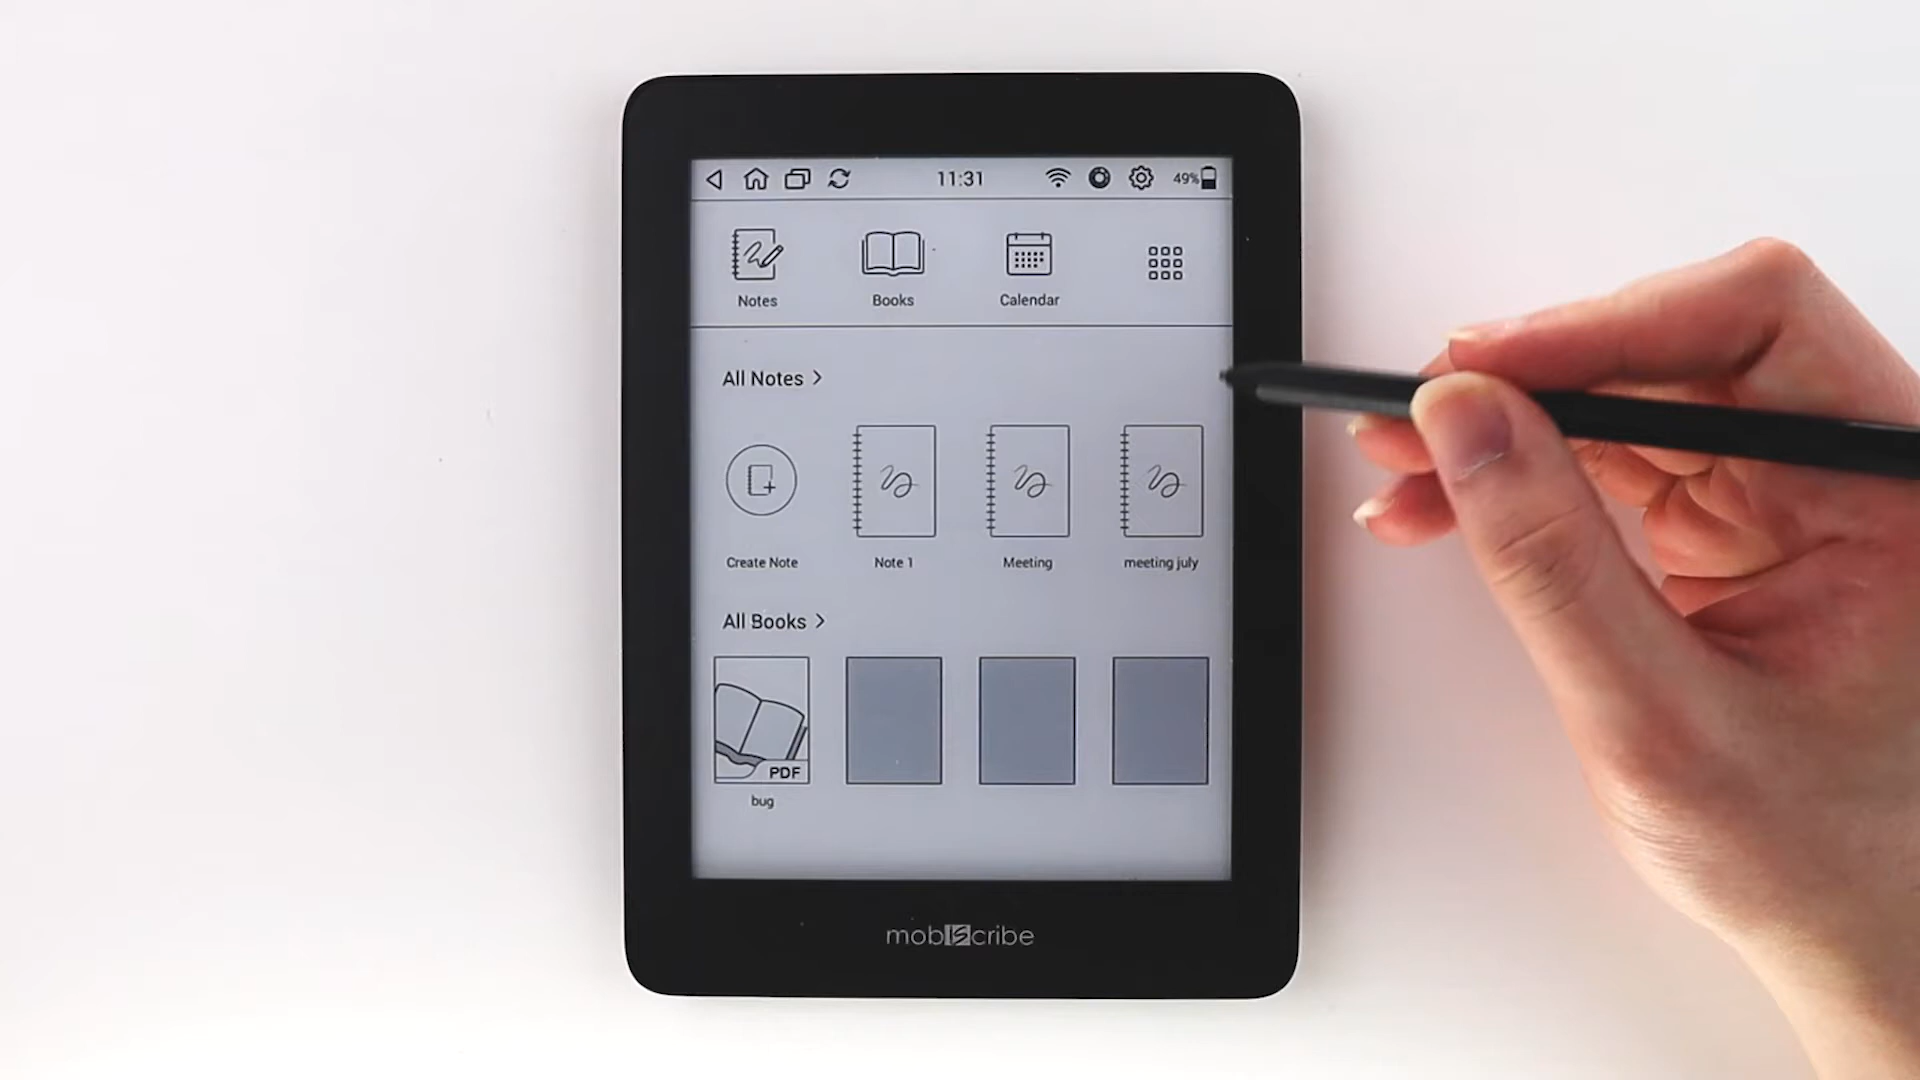 11:31 49%
Notes Books Calendar
All Notes >
Create Note Note 1 Meeting meeting july
All Books >
PDF
bug
mobiscribe